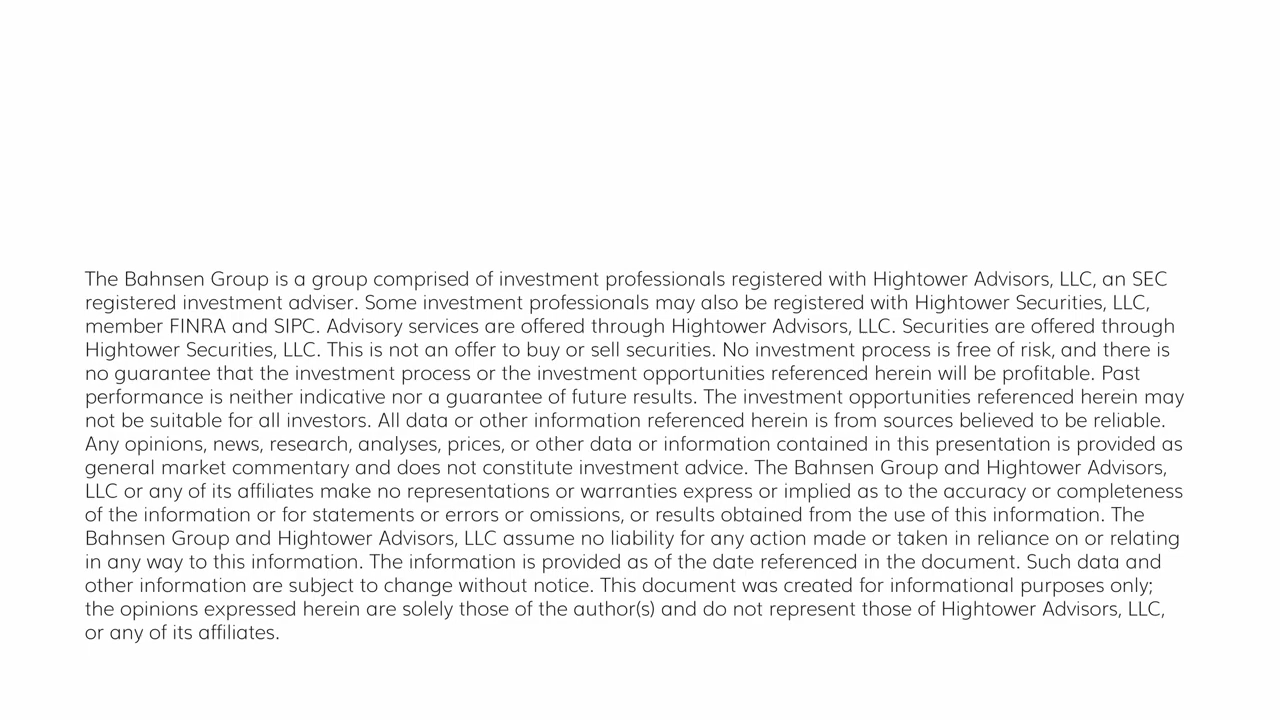 The Bahnsen Group is a group comprised of investment professionals registered with Hightower Advisors, LLC, an SEC
registered investment adviser. Some investment professionals may also be registered with Hightower Securities, LLC,
member FINRA and SIPC. Advisory services are offered through Hightower Advisors, LLC. Securities are offered through
Hightower Securities, LLC. This is not an offer to buy or sell securities. No investment process is free of risk, and there is
no guarantee that the investment process or the investment opportunities referenced herein will be profitable. Past
performance is neither indicative nor a guarantee of future results. The investment opportunities referenced herein may
not be suitable for all investors. All data or other information referenced herein is from sources believed to be reliable.
Any opinions, news, research, analyses, prices, or other data or information contained in this presentation is provided as
general market commentary and does not constitute investment advice. The Bahnsen Group and Hightower Advisors,
LLC or any of its affiliates make no representations or warranties express or implied as to the accuracy or completeness
of the information or for statements or errors or omissions, or results obtained from the use of this information. The
Bahnsen Group and Hightower Advisors, LLC assume no liability for any action made or taken in reliance on or relating
in any way to this information. The information is provided as of the date referenced in the document. Such data and
other information are subject to change without notice. This document was created for informational purposes only;
the opinions expressed herein are solely those of the author(s) and do not represent those of Hightower Advisors, LLC,
or any of its affiliates.